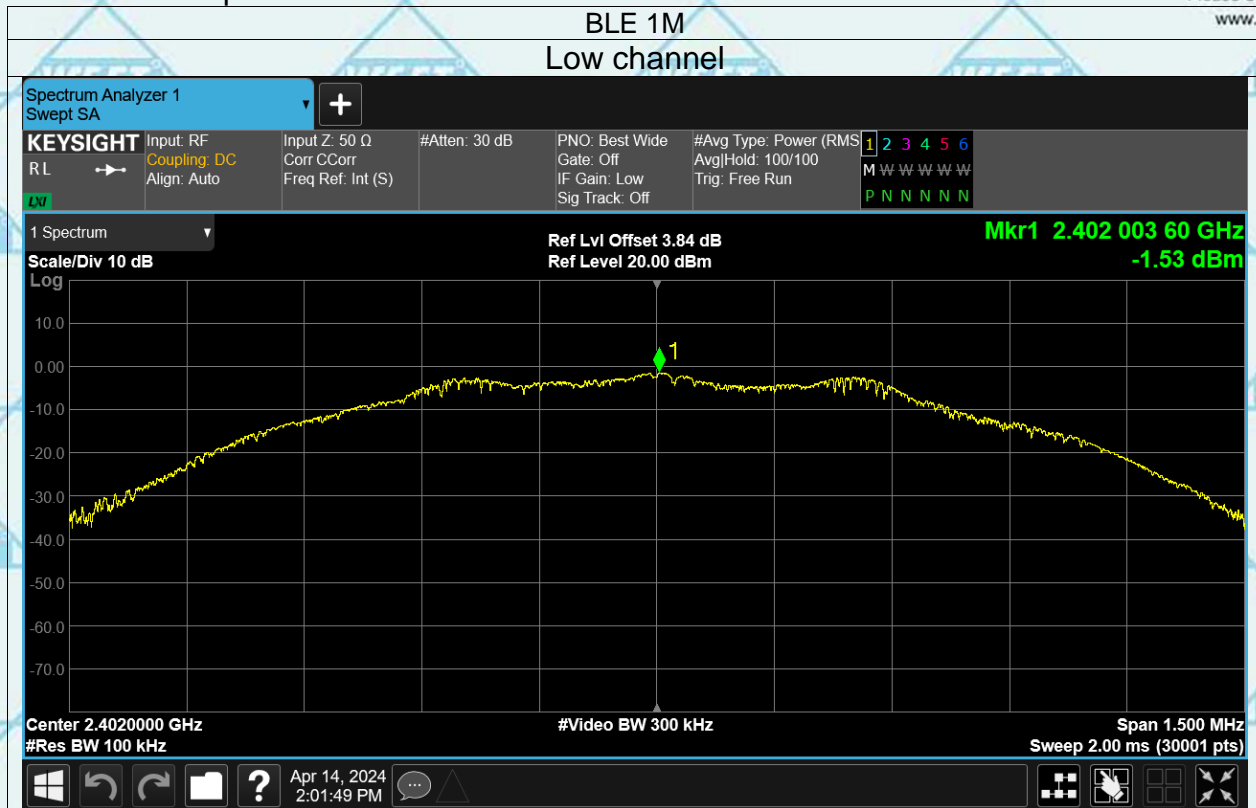 www.
BLE 1M
Low channel
Spectrum Analyzer 1
Swept SA
KEYSIGHT
RL
LXI
Input: RF
Coupling: DC
Align: Auto
Input Z: 50 Ω
Corr CCorr
Freq Ref: Int (S)
#Atten: 30 dB
PNO: Best Wide
Gate: Off
IF Gain: Low
Sig Track: Off
#Avg Type: Power (RMS
Avg|Hold: 100/100
Trig: Free Run
1 2 3 4 5 6
M W W W W W
P N N N N N
1 Spectrum
Scale/Div 10 dB
Ref Lvl Offset 3.84 dB
Ref Level 20.00 dBm
Mkr1 2.402 003 60 GHz
-1.53 dBm
Log
10.0
0.00
-10.0
-20.0
-30.0
-40.0
-50.0
-60.0
-70.0
1
Center 2.4020000 GHz
#Video BW 300 kHz
Span 1.500 MHz
#Res BW 100 kHz
Sweep 2.00 ms (30001 pts)
?
Apr 14, 2024
2:01:49 PM